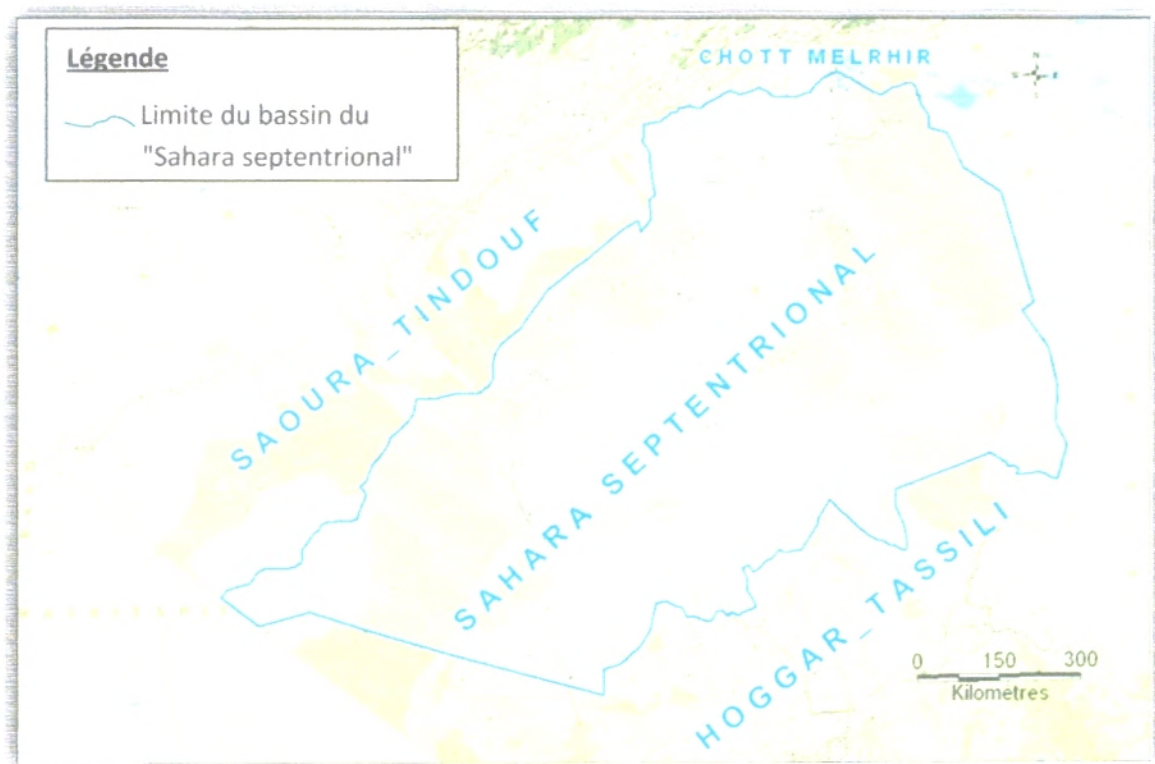 Légende
Limite du bassin du
"Sahara septentrional"
CHOTT MELRHIR
SAOURA_TINDOUF
SAHARA SEPTENTRIONAL
HOGGAR_TASSILI
0 150 300
Kilometres